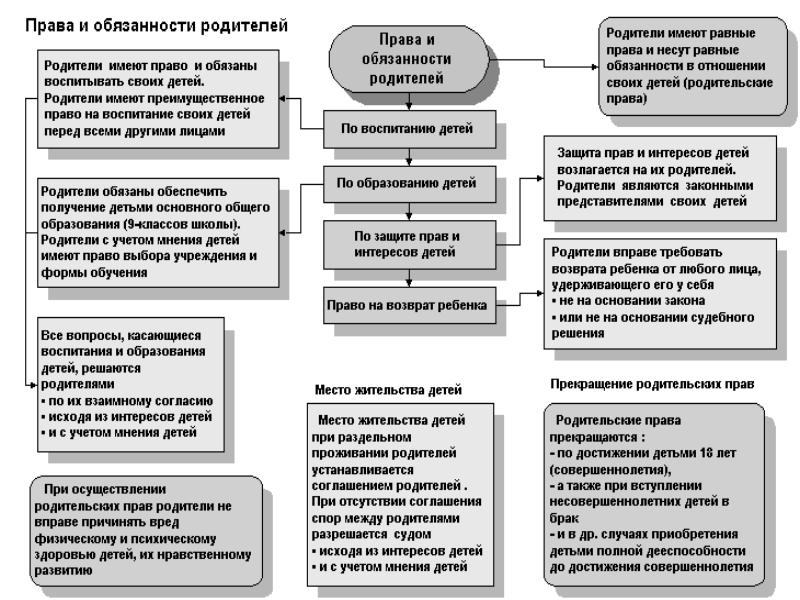 Права и обязанности родителей
Права и
обязанности
родителей
Родители имеют равные
права и несут равные
обязанности в отношении
своих детей (родительские
права)
Родители имеют право и обязаны
воспитывать своих детей.
Родители имеют преимущественное
право на воспитание своих детей
перед всеми другими лицами
По воспитанию детей
Защита прав и интересов детей
возлагается на их родителей.
Родители являются законными
представителями своих детей
Родители обязаны обеспечить
получение детьми основного общего
образования (9-классов школы).
Родители с учетом мнения детей
имеют право выбора учреждения и
формы обучения
По образованию детей
По защите прав и
интересов детей
Право на возврат ребенка
Родители вправе требовать
возврата ребенка от любого лица,
удерживающего его у себя
▪ не на основании закона
▪ или не на основании судебного
решения
Все вопросы, касающиеся
воспитания и образования
детей, решаются
родителями
▪ по их взаимному согласию
▪ исходя из интересов детей
▪ и с учетом мнения детей
При осуществлении
родительских прав родители не
вправе причинять вред
физическому и психическому
здоровью детей, их нравственному
развитию
Место жительства детей
Место жительства детей
при раздельном
проживании родителей
устанавливается
соглашением родителей .
При отсутствии соглашения
спор между родителями
разрешается судом
▪ исходя из интересов детей
▪ и с учетом мнения детей
Прекращение родительских прав
Родительские права
прекращаются :
- по достижении детьми 18 лет
(совершеннолетия),
- а также при вступлении
несовершеннолетних детей в
брак
- и в др. случаях приобретения
детьми полной дееспособности
до достижения совершеннолетия